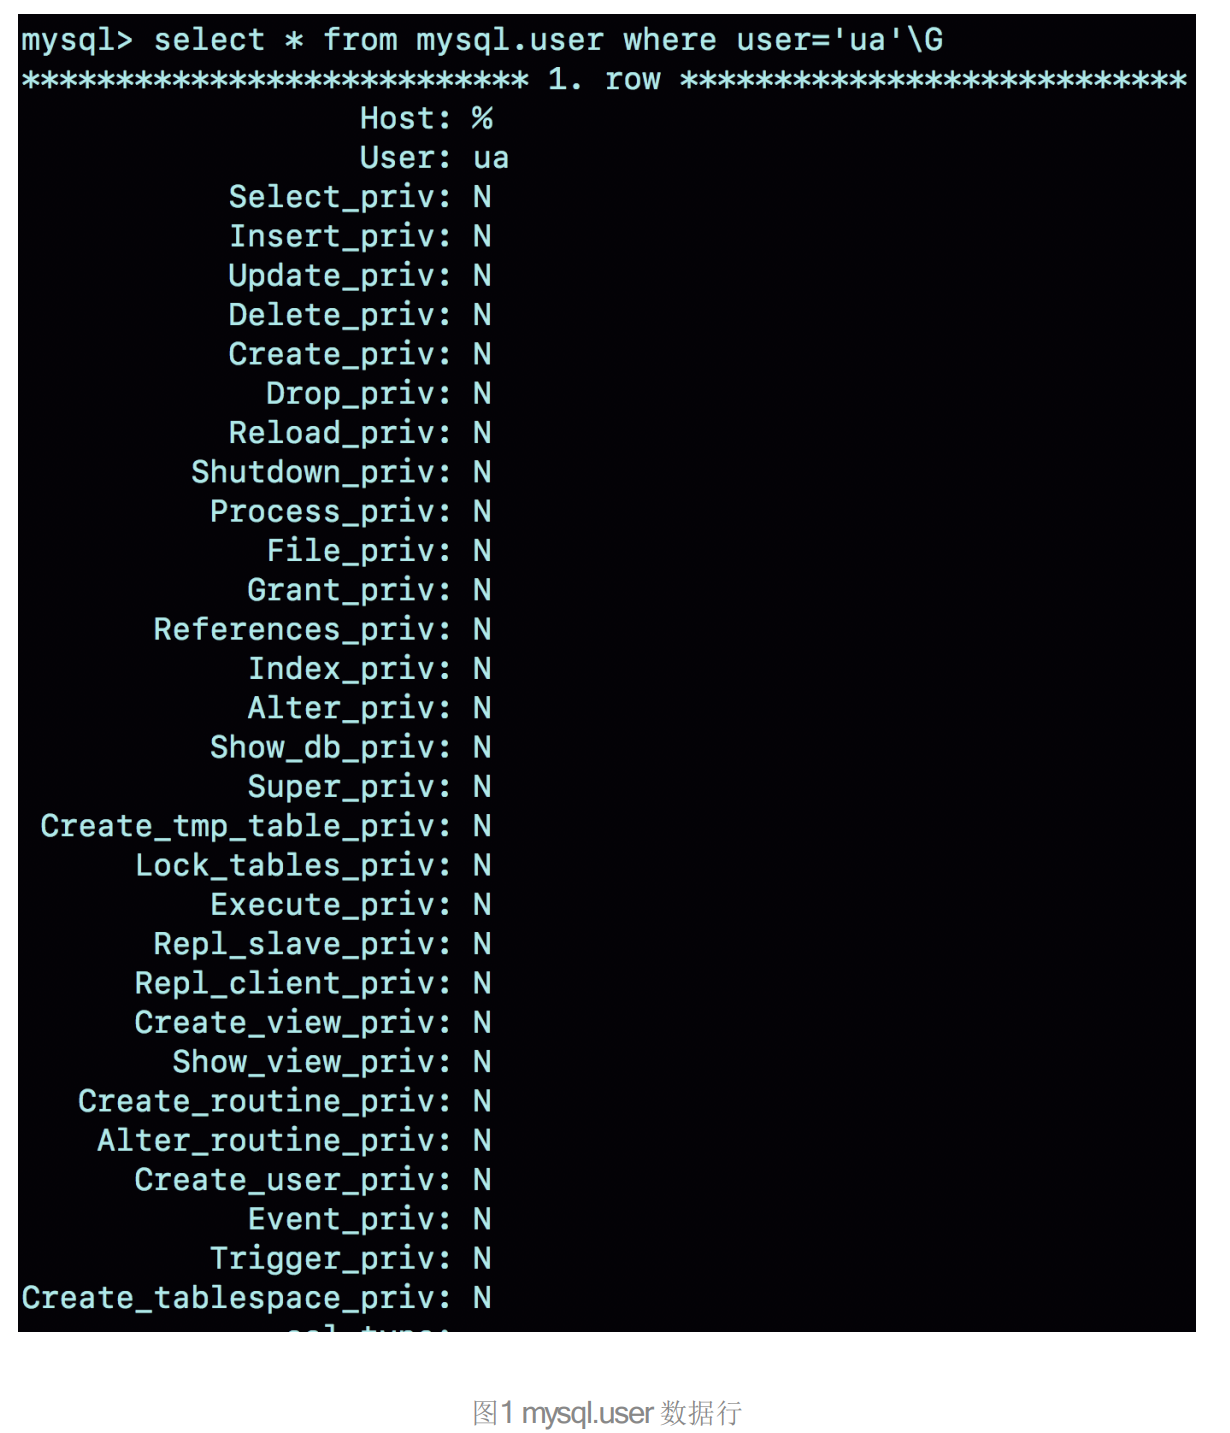 mysql> select * from mysql.user where user='ua'\G
*************************** 1. row ***************************
Host: %
User: ua
Select_priv: N
Insert_priv: N
Update_priv: N
Delete_priv: N
Create_priv: N
Drop_priv: N
Reload_priv: N
Shutdown_priv: N
Process_priv: N
File_priv: N
Grant_priv: N
References_priv: N
Index_priv: N
Alter_priv: N
Show_db_priv: N
Super_priv: N
Create_tmp_table_priv: N
Lock_tables_priv: N
Execute_priv: N
Repl_slave_priv: N
Repl_client_priv: N
Create_view_priv: N
Show_view_priv: N
Create_routine_priv: N
Alter_routine_priv: N
Create_user_priv: N
Event_priv: N
Trigger_priv: N
Create_tablespace_priv: N
图1 mysql.user 数据行